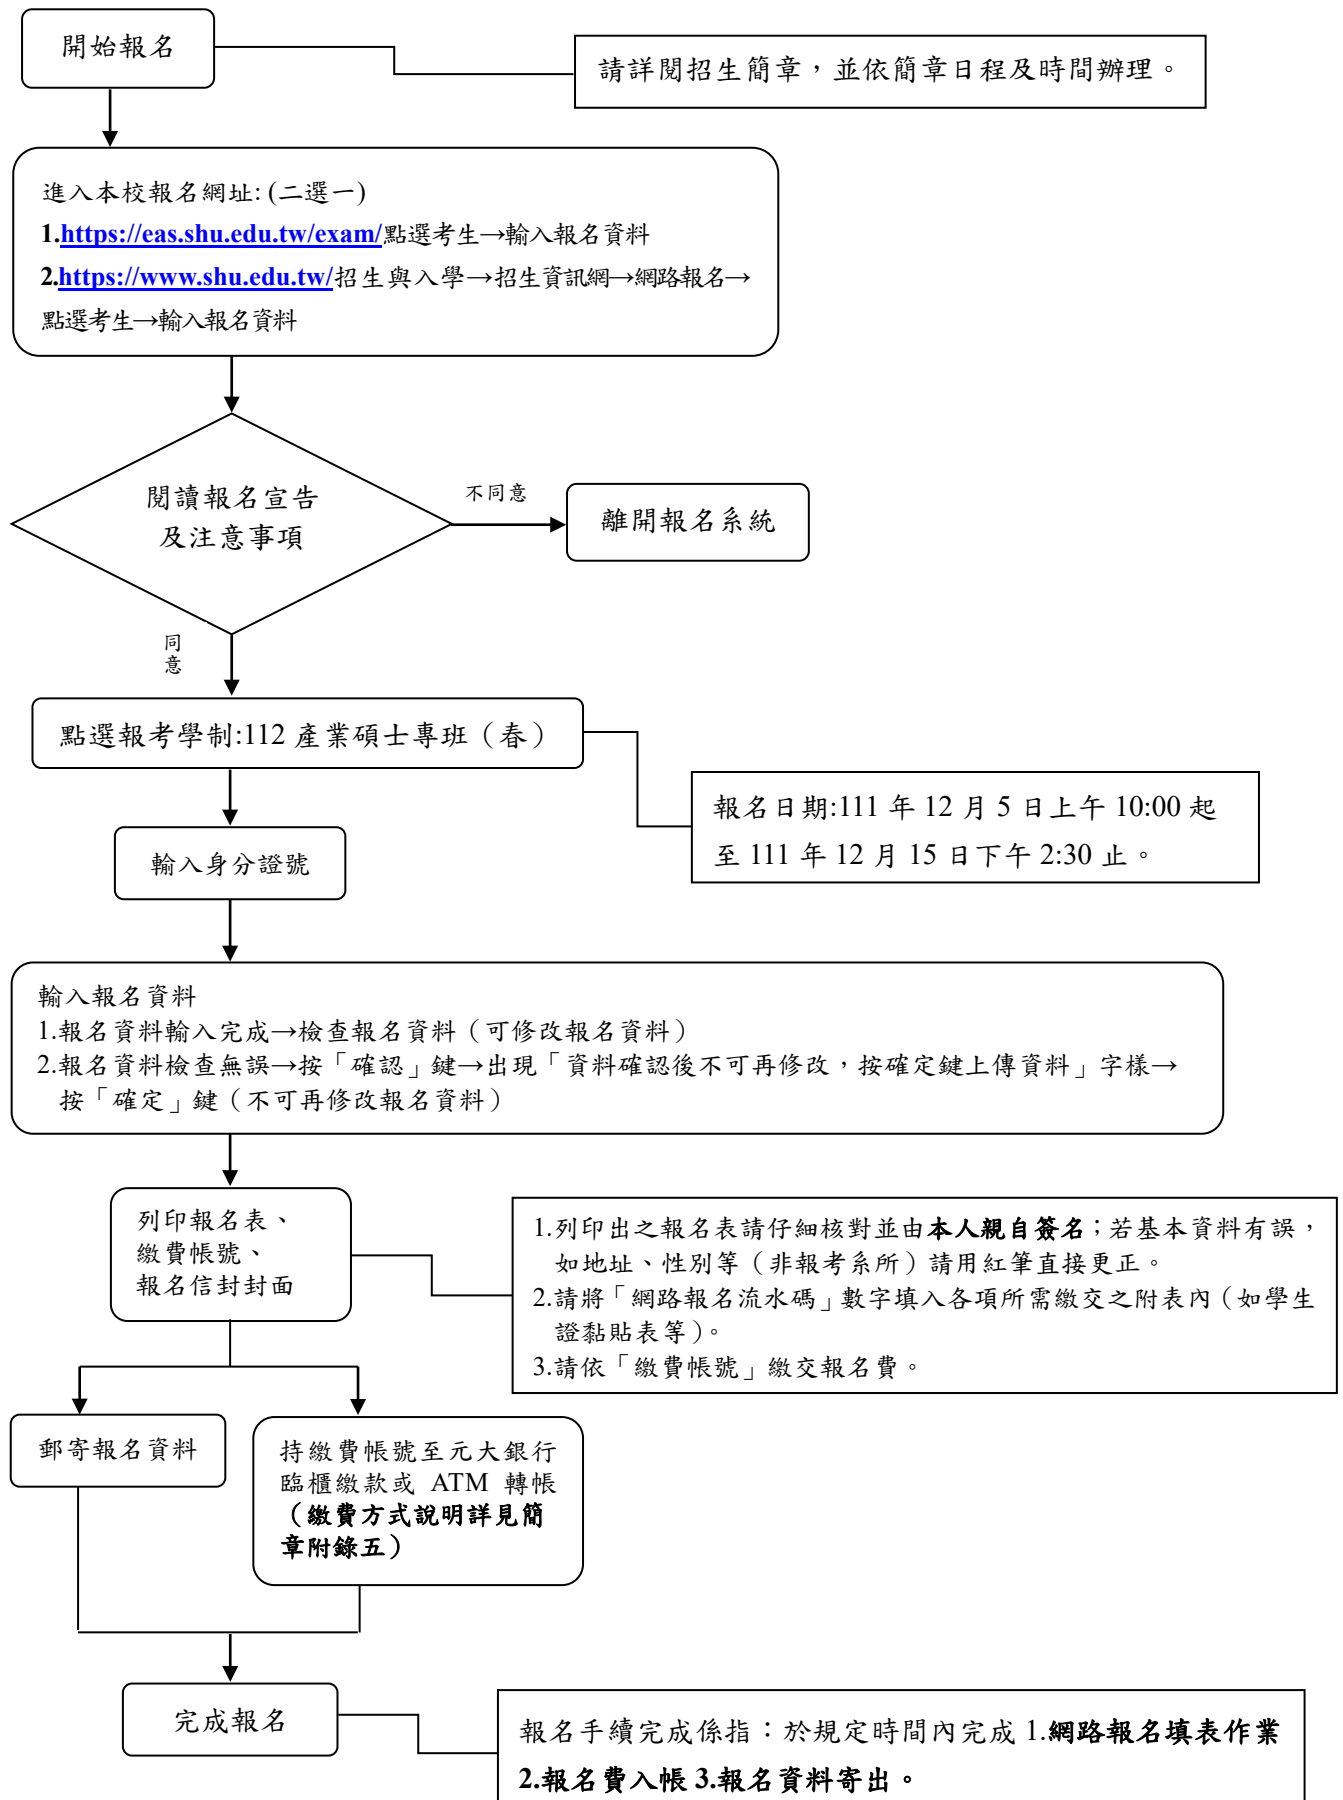 開始報名
請詳閱招生簡章，並依簡章日程及時間辦理。
進入本校報名網址: (二選一)
1.https://eas.shu.edu.tw/exam/點選考生→輸入報名資料
2.https://www.shu.edu.tw/招生與入學→招生資訊網→網路報名→
點選考生→輸入報名資料
閱讀報名宣告
及注意事項
不同意
離開報名系統
同
意
點選報考學制:112 產業碩士專班（春）
報名日期:111 年 12 月 5 日上午 10:00 起
至 111 年 12 月 15 日下午 2:30 止。
輸入身分證號
輸入報名資料
1.報名資料輸入完成→檢查報名資料（可修改報名資料）
2.報名資料檢查無誤→按「確認」鍵→出現「資料確認後不可再修改，按確定鍵上傳資料」字樣→
按「確定」鍵（不可再修改報名資料）
列印報名表、
繳費帳號、
報名信封封面
1.列印出之報名表請仔細核對並由本人親自簽名；若基本資料有誤，
如地址、性別等（非報考系所）請用紅筆直接更正。
2.請將「網路報名流水碼」數字填入各項所需繳交之附表內（如學生
證黏貼表等）。
3.請依「繳費帳號」繳交報名費。
郵寄報名資料
持繳費帳號至元大銀行
臨櫃繳款或 ATM 轉帳
（繳費方式說明詳見簡
章附錄五）
完成報名
報名手續完成係指：於規定時間內完成 1.網路報名填表作業
2.報名費入帳 3.報名資料寄出。